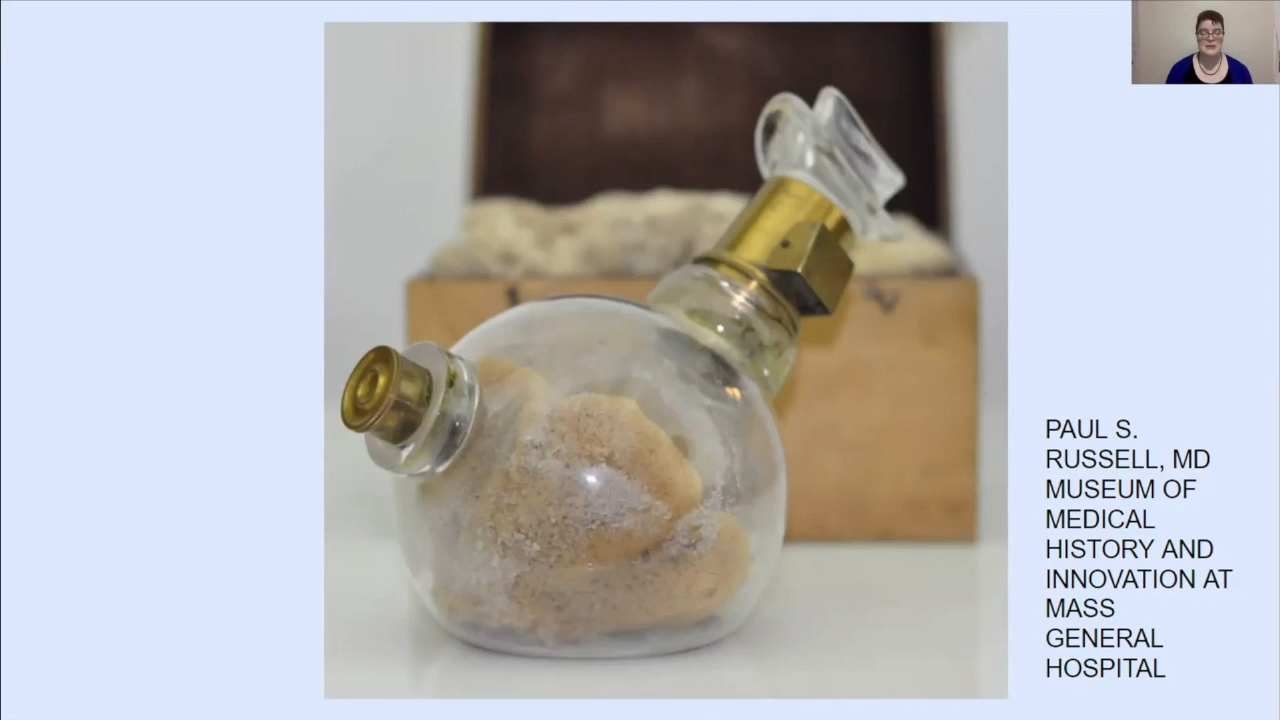 PAUL S.
RUSSELL, MD
MUSEUM OF
MEDICAL
HISTORY AND
INNOVATION AT
MASS
GENERAL
HOSPITAL